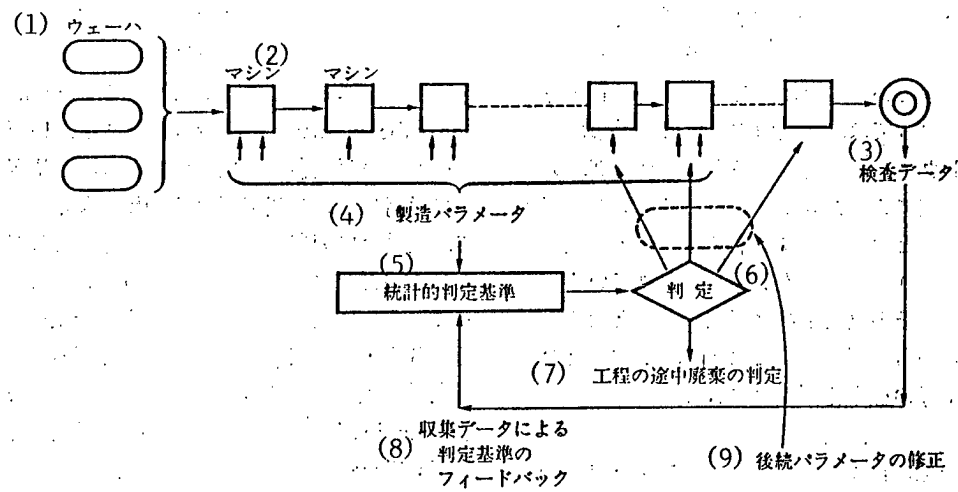 (1) ウェーハ
(2)
マシン マシン
(3)
検査データ
(4) 製造パラメータ
(5)
統計的判定基準
判定 (6)
(7) 工程の途中廃棄の判定
(8) 収集データによる
判定基準の
フィードバック
(9) 後続パラメータの修正